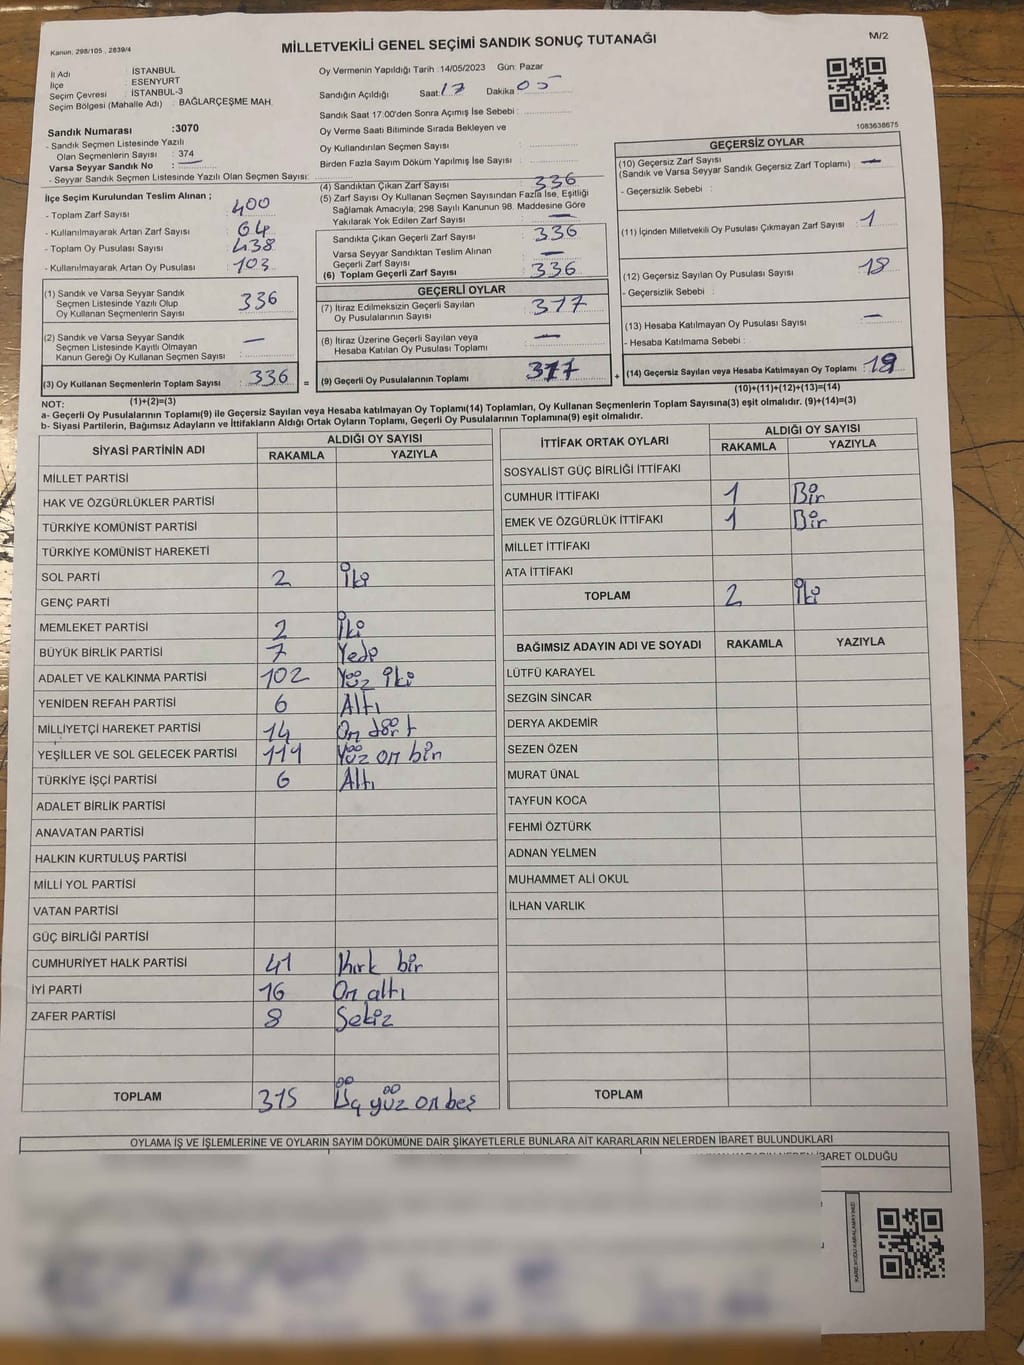 Kanun: 298/105 , 2839/4
MİLLETVEKİLİ GENEL SEÇİMİ SANDIK SONUÇ TUTANAĞI
M/2
İl Adı : İSTANBUL
İlçe : ESENYURT
Seçim Çevresi : İSTANBUL-3
Seçim Bölgesi (Mahalle Adı) : BAĞLARÇEŞME MAH.
Oy Vermenin Yapıldığı Tarih :14/05/2023 Gün: Pazar
Sandığın Açıldığı Saat: 17 Dakika 05
Sandık Saat 17:00'den Sonra Açımış İse Sebebi :
Oy Verme Saati Bitiminde Sırada Bekleyen ve
Oy Kullandırılan Seçmen Sayısı :
Birden Fazla Sayım Döküm Yapılmış İse Sayısı :
1083638675
Sandık Numarası :3070
- Sandık Seçmen Listesinde Yazılı
Olan Seçmenlerin Sayısı : 374
Varsa Seyyar Sandık No : —
- Seyyar Sandık Seçmen Listesinde Yazılı Olan Seçmen Sayısı:
İlçe Seçim Kurulundan Teslim Alınan ;
- Toplam Zarf Sayısı : 400
- Kullanılmayarak Artan Zarf Sayısı : 64
- Toplam Oy Pusulası Sayısı : 438
- Kullanılmayarak Artan Oy Pusulası : 103
(1) Sandık ve Varsa Seyyar Sandık
Seçmen Listesinde Yazılı Olup
Oy Kullanan Seçmenlerin Sayısı : 336
(2) Sandık ve Varsa Seyyar Sandık
Seçmen Listesinde Kayıtlı Olmayan
Kanun Gereği Oy Kullanan Seçmen Sayısı : —
(3) Oy Kullanan Seçmenlerin Toplam Sayısı : 336
(1)+(2)=(3)
(4) Sandıktan Çıkan Zarf Sayısı : 336
(5) Zarf Sayısı Oy Kullanan Seçmen Sayısından Fazla İse, Eşitliği
Sağlamak Amacıyla; 298 Sayılı Kanunun 98. Maddesine Göre
Yakılarak Yok Edilen Zarf Sayısı : —
Sandıkta Çıkan Geçerli Zarf Sayısı : 336
Varsa Seyyar Sandıktan Teslim Alınan
Geçerli Zarf Sayısı : —
(6) Toplam Geçerli Zarf Sayısı : 336
GEÇERLİ OYLAR
(7) İtiraz Edilmeksizin Geçerli Sayılan
Oy Pusulalarının Sayısı : 317
(8) İtiraz Üzerine Geçerli Sayılan veya
Hesaba Katılan Oy Pusulası Toplamı : —
= (9) Geçerli Oy Pusulalarının Toplamı : 317
GEÇERSİZ OYLAR
(10) Geçersiz Zarf Sayısı : —
(Sandık ve Varsa Seyyar Sandık Geçersiz Zarf Toplamı)
- Geçersizlik Sebebi :
(11) İçinden Milletvekili Oy Pusulası Çıkmayan Zarf Sayısı : 1
(12) Geçersiz Sayılan Oy Pusulası Sayısı : 18
- Geçersizlik Sebebi :
(13) Hesaba Katılmayan Oy Pusulası Sayısı : —
- Hesaba Katılmama Sebebi :
+ (14) Geçersiz Sayılan veya Hesaba Katılmayan Oy Toplamı : 19
(10)+(11)+(12)+(13)=(14)
NOT:
a- Geçerli Oy Pusulalarının Toplamı(9) ile Geçersiz Sayılan veya Hesaba katılmayan Oy Toplamı(14) Toplamları, Oy Kullanan Seçmenlerin Toplam Sayısına(3) eşit olmalıdır. (9)+(14)=(3)
b- Siyasi Partilerin, Bağımsız Adayların ve İttifakların Aldığı Ortak Oyların Toplamı, Geçerli Oy Pusulalarının Toplamına(9) eşit olmalıdır.
SİYASİ PARTİNİN ADI ALDIĞI OY SAYISI
RAKAMLA YAZIYLA
MİLLET PARTİSİ
HAK VE ÖZGÜRLÜKLER PARTİSİ
TÜRKİYE KOMÜNİST PARTİSİ
TÜRKİYE KOMÜNİST HAREKETİ
SOL PARTİ 2 İki
GENÇ PARTİ
MEMLEKET PARTİSİ 2 İki
BÜYÜK BİRLİK PARTİSİ 7 Yedi
ADALET VE KALKINMA PARTİSİ 102 Yüz iki
YENİDEN REFAH PARTİSİ 6 Altı
MİLLİYETÇİ HAREKET PARTİSİ 14 On dört
YEŞİLLER VE SOL GELECEK PARTİSİ 111 Yüz on bir
TÜRKİYE İŞÇİ PARTİSİ 6 Altı
ADALET BİRLİK PARTİSİ
ANAVATAN PARTİSİ
HALKIN KURTULUŞ PARTİSİ
MİLLİ YOL PARTİSİ
VATAN PARTİSİ
GÜÇ BİRLİĞİ PARTİSİ
CUMHURİYET HALK PARTİSİ 41 Kırk bir
İYİ PARTİ 16 On altı
ZAFER PARTİSİ 8 Sekiz
TOPLAM 315 Üç yüz on beş
İTTİFAK ORTAK OYLARI ALDIĞI OY SAYISI
RAKAMLA YAZIYLA
SOSYALİST GÜÇ BİRLİĞİ İTTİFAKI
CUMHUR İTTİFAKI 1 Bir
EMEK VE ÖZGÜRLÜK İTTİFAKI 1 Bir
MİLLET İTTİFAKI
ATA İTTİFAKI
TOPLAM 2 İki
BAĞIMSIZ ADAYIN ADI VE SOYADI RAKAMLA YAZIYLA
LÜTFÜ KARAYEL
SEZGİN SİNCAR
DERYA AKDEMİR
SEZEN ÖZEN
MURAT ÜNAL
TAYFUN KOCA
FEHMİ ÖZTÜRK
ADNAN YELMEN
MUHAMMET ALİ OKUL
İLHAN VARLIK
TOPLAM
OYLAMA İŞ VE İŞLEMLERİNE VE OYLARIN SAYIM DÖKÜMÜNE DAİR ŞİKAYETLERLE BUNLARA AİT KARARLARIN NELERDEN İBARET BULUNDUKLARI
İBARET OLDUĞU
KARE KODU KARALAMAYINIZ!